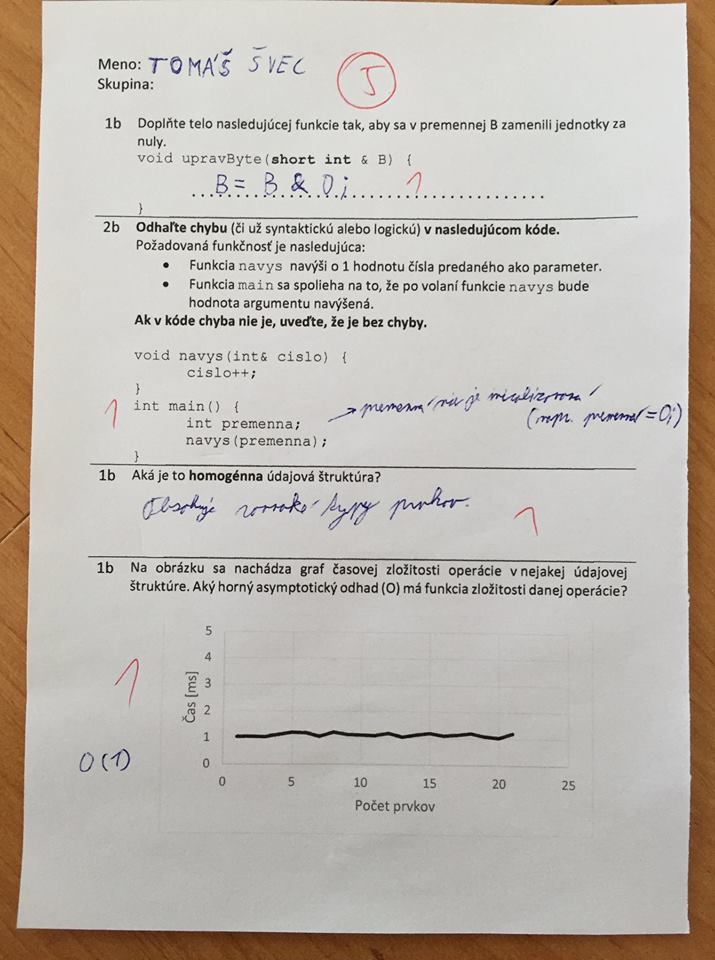 Meno: TOMÁŠ ŠVEC
Skupina:
5
1b Doplňte telo nasledujúcej funkcie tak, aby sa v premennej B zamenili jednotky za
nuly.
void upravByte(short int & B) {
B = B & 0; 1
}
2b Odhaľte chybu (či už syntaktickú alebo logickú) v nasledujúcom kóde.
Požadovaná funkčnosť je nasledujúca:
• Funkcia navys navýši o 1 hodnotu čísla predaného ako parameter.
• Funkcia main sa spolieha na to, že po volaní funkcie navys bude
hodnota argumentu navýšená.
Ak v kóde chyba nie je, uveďte, že je bez chyby.
void navys(int& cislo) {
cislo++;
}
1 int main() {
int premenna; → premenná nie je inicializovaná
navys(premenna); (napr. premenná = 0;)
}
1b Aká je to homogénna údajová štruktúra?
Obsahuje rovnaké typy prvkov. 1
1b Na obrázku sa nachádza graf časovej zložitosti operácie v nejakej údajovej
štruktúre. Aký horný asymptotický odhad (O) má funkcia zložitosti danej operácie?
1
O(1)
Čas [ms]
5
4
3
2
1
0
0 5 10 15 20 25
Počet prvkov